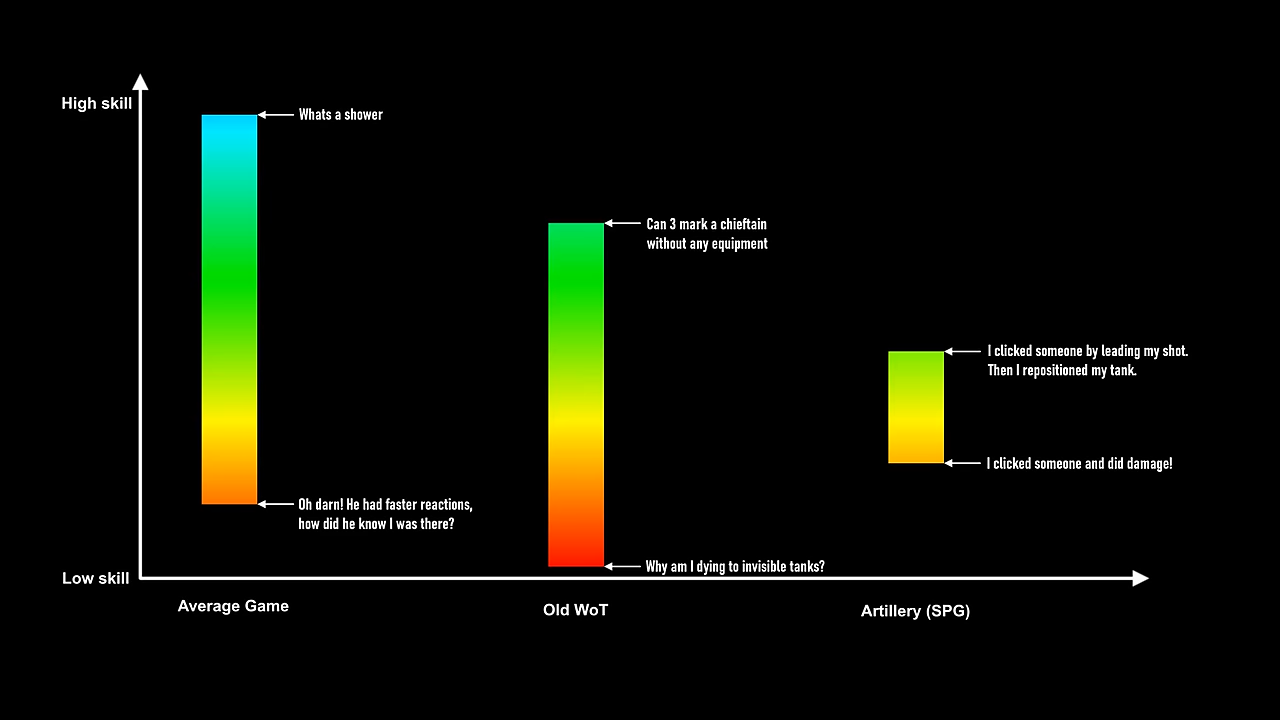 High skill
Whats a shower
Can 3 mark a chieftain
without any equipment
I clicked someone by leading my shot.
Then I repositioned my tank.
I clicked someone and did damage!
Oh darn! He had faster reactions,
how did he know I was there?
Why am I dying to invisible tanks?
Low skill
Average Game
Old WoT
Artillery (SPG)